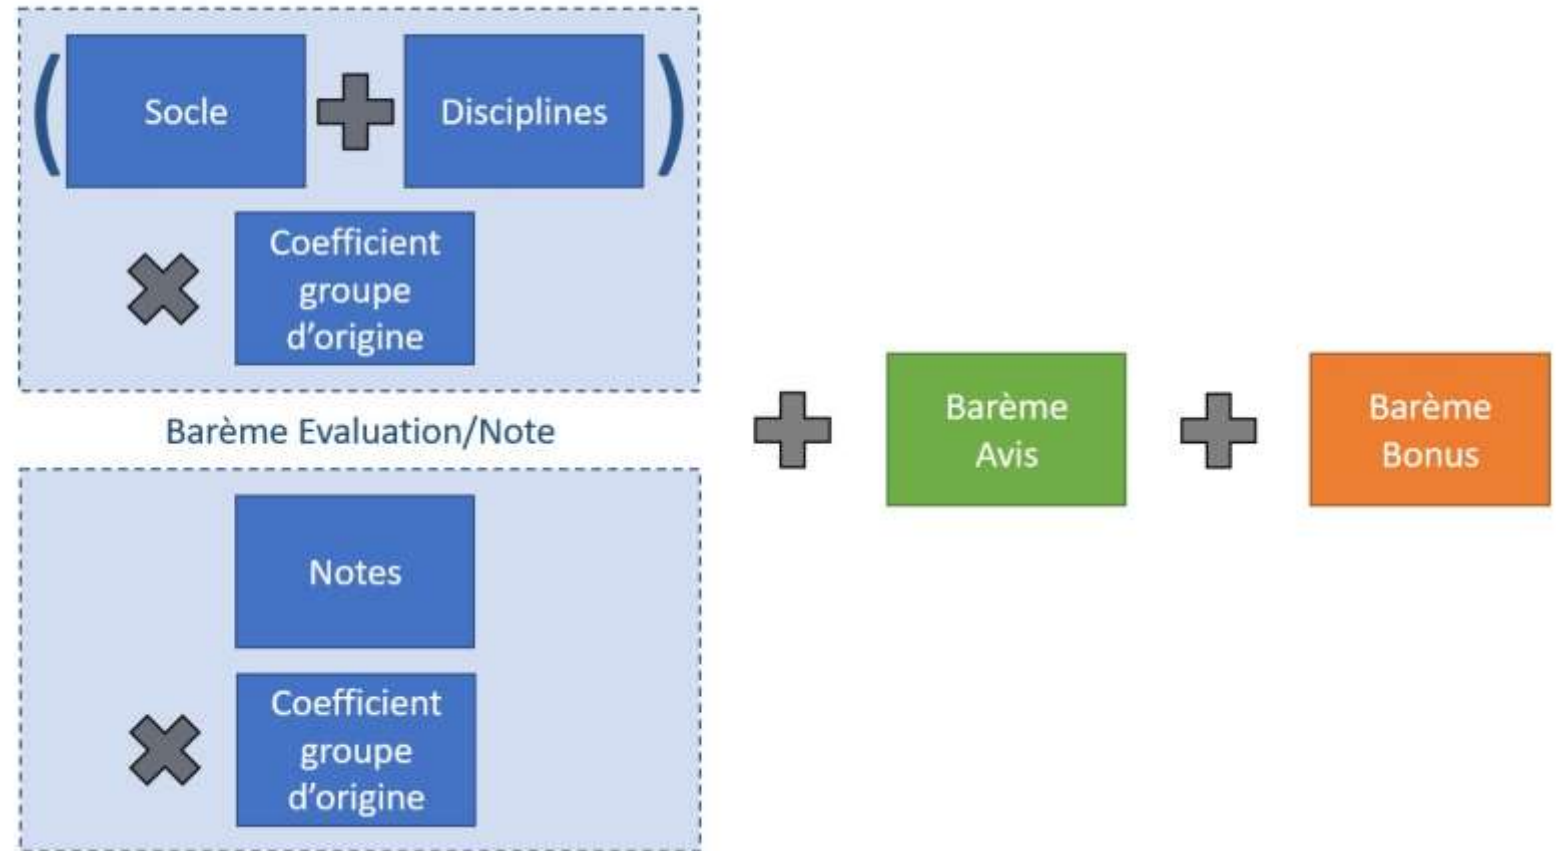 ( Socle + Disciplines )
Coefficient
groupe
d'origine
Barème Evaluation/Note
Barème
Avis
Barème
Bonus
Notes
Coefficient
groupe
d'origine